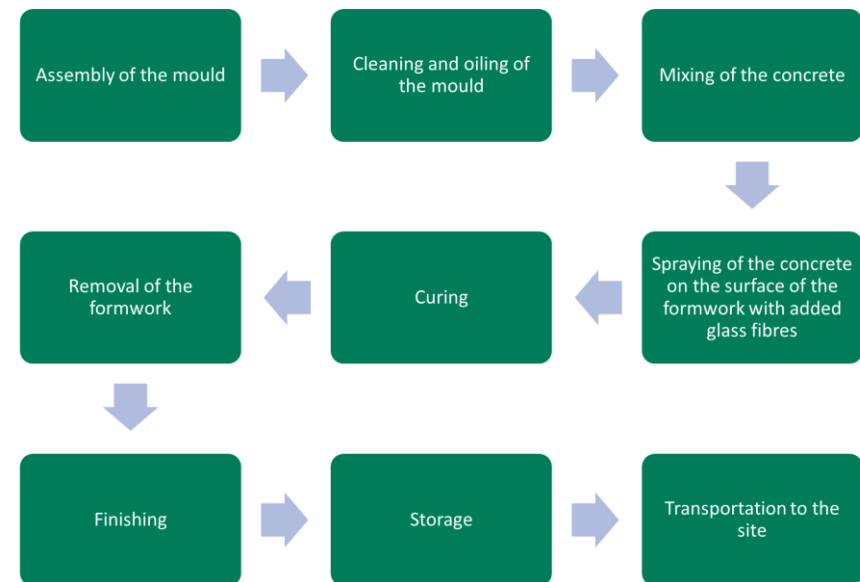 Assembly of the mould
Cleaning and oiling of
the mould
Mixing of the concrete
Spraying of the concrete
on the surface of the
formwork with added
glass fibres
Curing
Removal of the
formwork
Finishing
Storage
Transportation to the
site